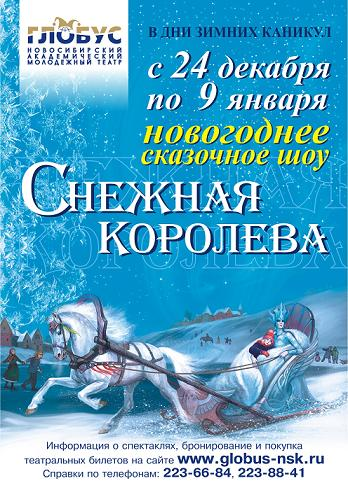 ГЛОБУС
НОВОСИБИРСКИЙ
АКАДЕМИЧЕСКИЙ
МОЛОДЕЖНЫЙ ТЕАТР
В ДНИ ЗИМНИХ КАНИКУЛ
с 24 декабря
по 9 января
новогоднее
сказочное шоу
СНЕЖНАЯ
КОРОЛЕВА
Информация о спектаклях, бронирование и покупка
театральных билетов на сайте www.globus-nsk.ru
Справки по телефонам: 223-66-84, 223-88-41